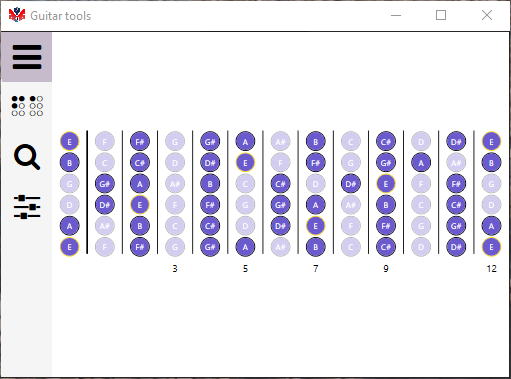 Guitar tools
E F F# G G# A A# B C C# D D# E
B C C# D D# E F F# G G# A A# B
G G# A A# B C C# D D# E F F# G
D D# E F F# G G# A A# B C C# D
A A# B C C# D D# E F F# G G# A
E F F# G G# A A# B C C# D D# E
3 5 7 9 12